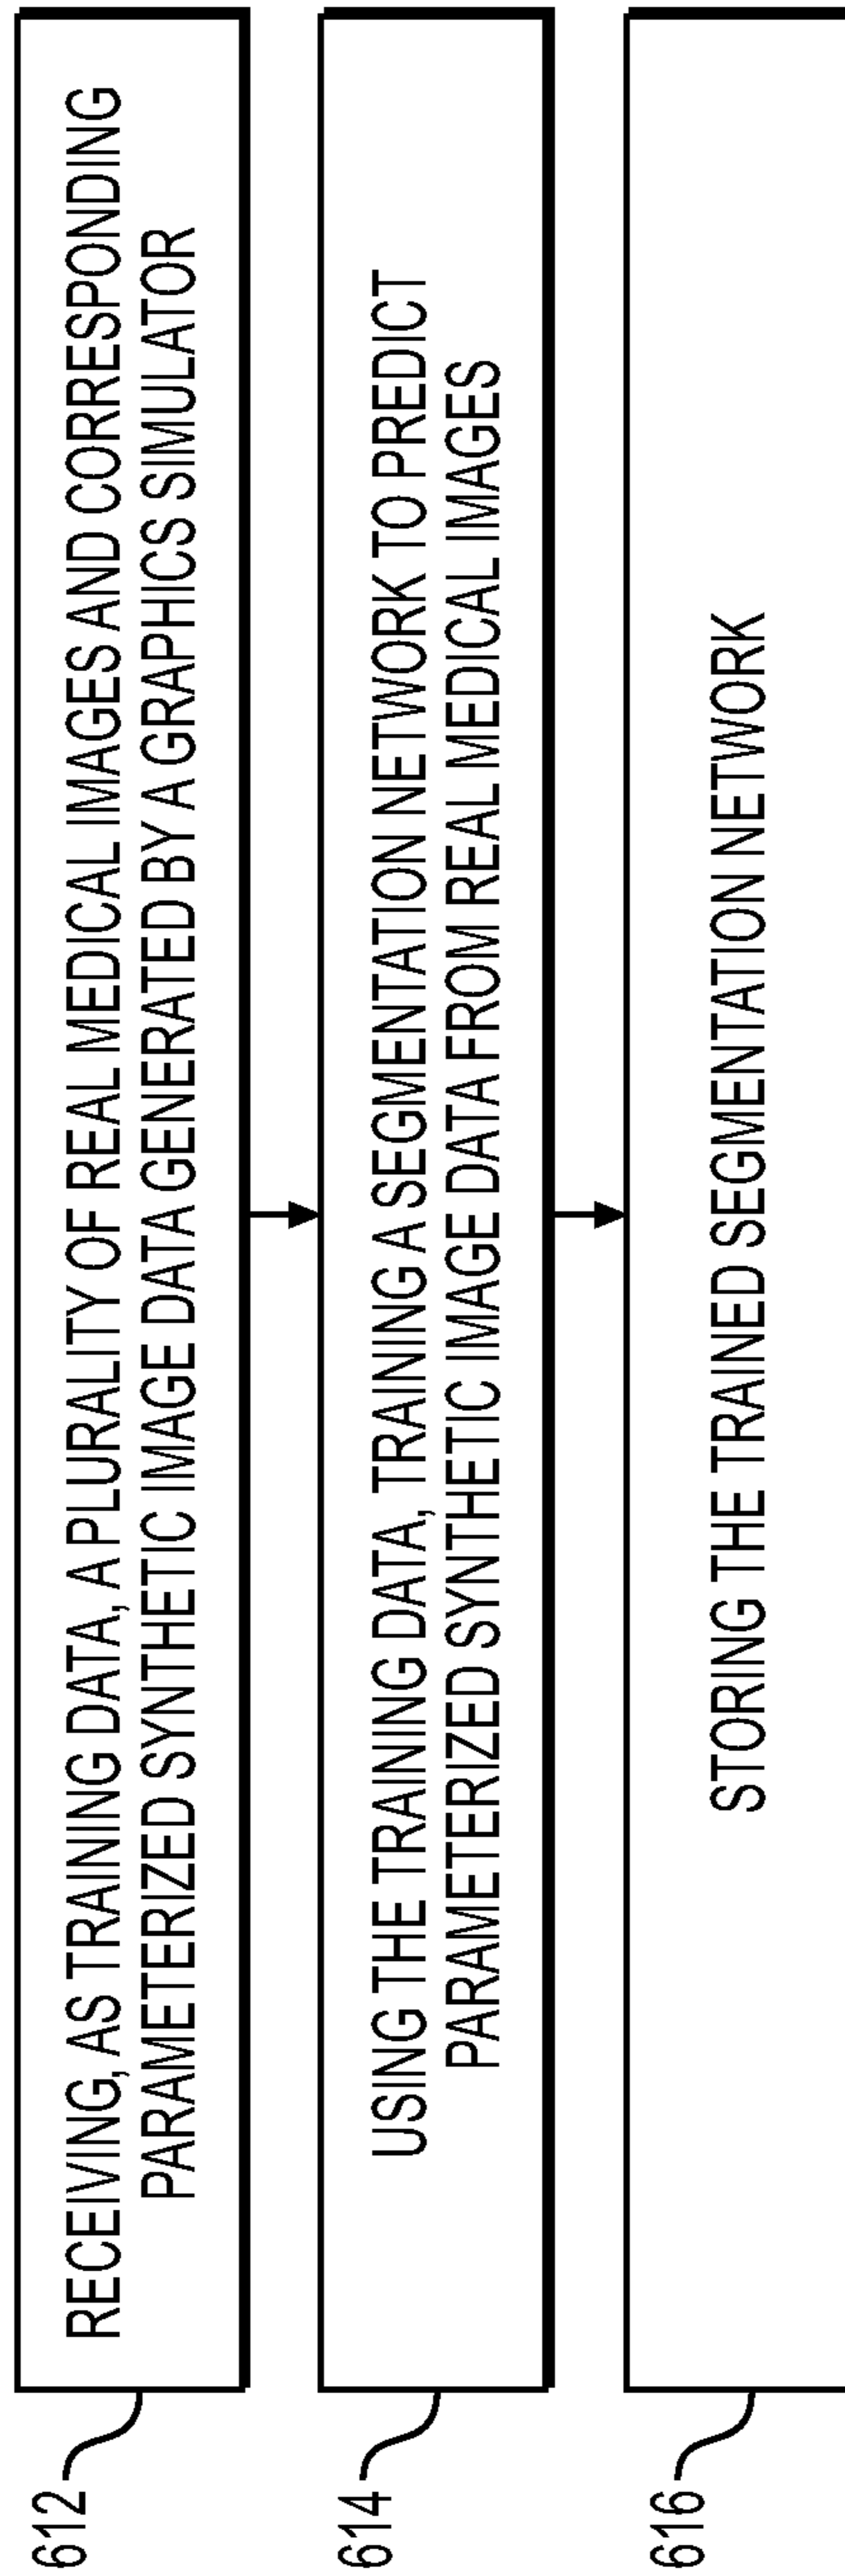 612
RECEIVING, AS TRAINING DATA, A PLURALITY OF REAL MEDICAL IMAGES AND CORRESPONDING
PARAMETERIZED SYNTHETIC IMAGE DATA GENERATED BY A GRAPHICS SIMULATOR
614
USING THE TRAINING DATA, TRAINING A SEGMENTATION NETWORK TO PREDICT
PARAMETERIZED SYNTHETIC IMAGE DATA FROM REAL MEDICAL IMAGES
616
STORING THE TRAINED SEGMENTATION NETWORK